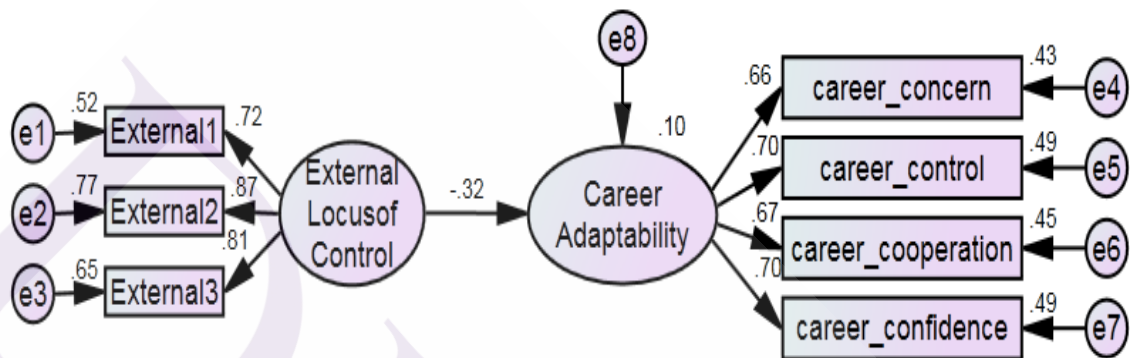 e8
.43
.66
career_concern
e4
.52
e1
External1
.72
.10
.49
.70
career_control
e5
.77
e2
External2
.87
External
Locusof
Control
-.32
Career
Adaptability
.67
.45
career_cooperation
e6
.81
.65
e3
External3
.70
.49
career_confidence
e7